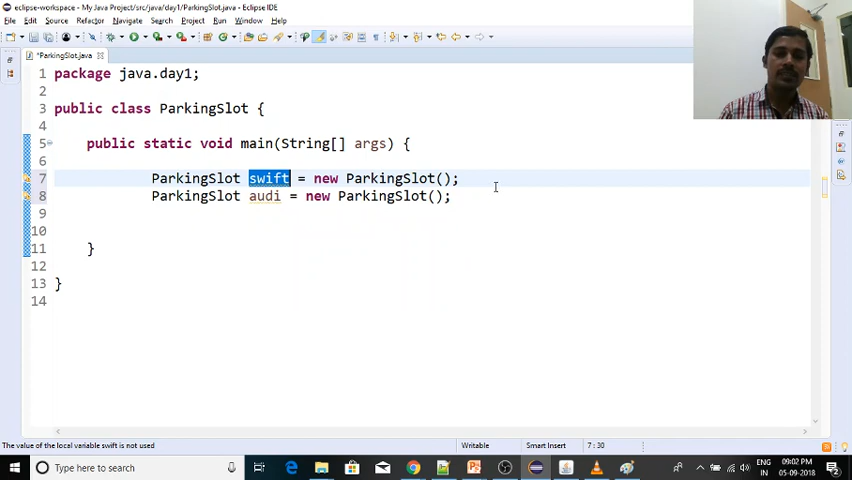 eclipse-workspace - My Java Project/src/java/day1/ParkingSlot.java - Eclipse IDE
File Edit Source Refactor Navigate Search Project Run Window Help
*ParkingSlot.java
1 package java.day1;
2
3 public class ParkingSlot {
4
5 public static void main(String[] args) {
6
7 ParkingSlot swift = new ParkingSlot();
8 ParkingSlot audi = new ParkingSlot();
9
10
11 }
12
13 }
14
The value of the local variable swift is not used Writable Smart Insert 7 : 30
Type here to search
ENG 09:02 PM
IN 05-09-2018 2